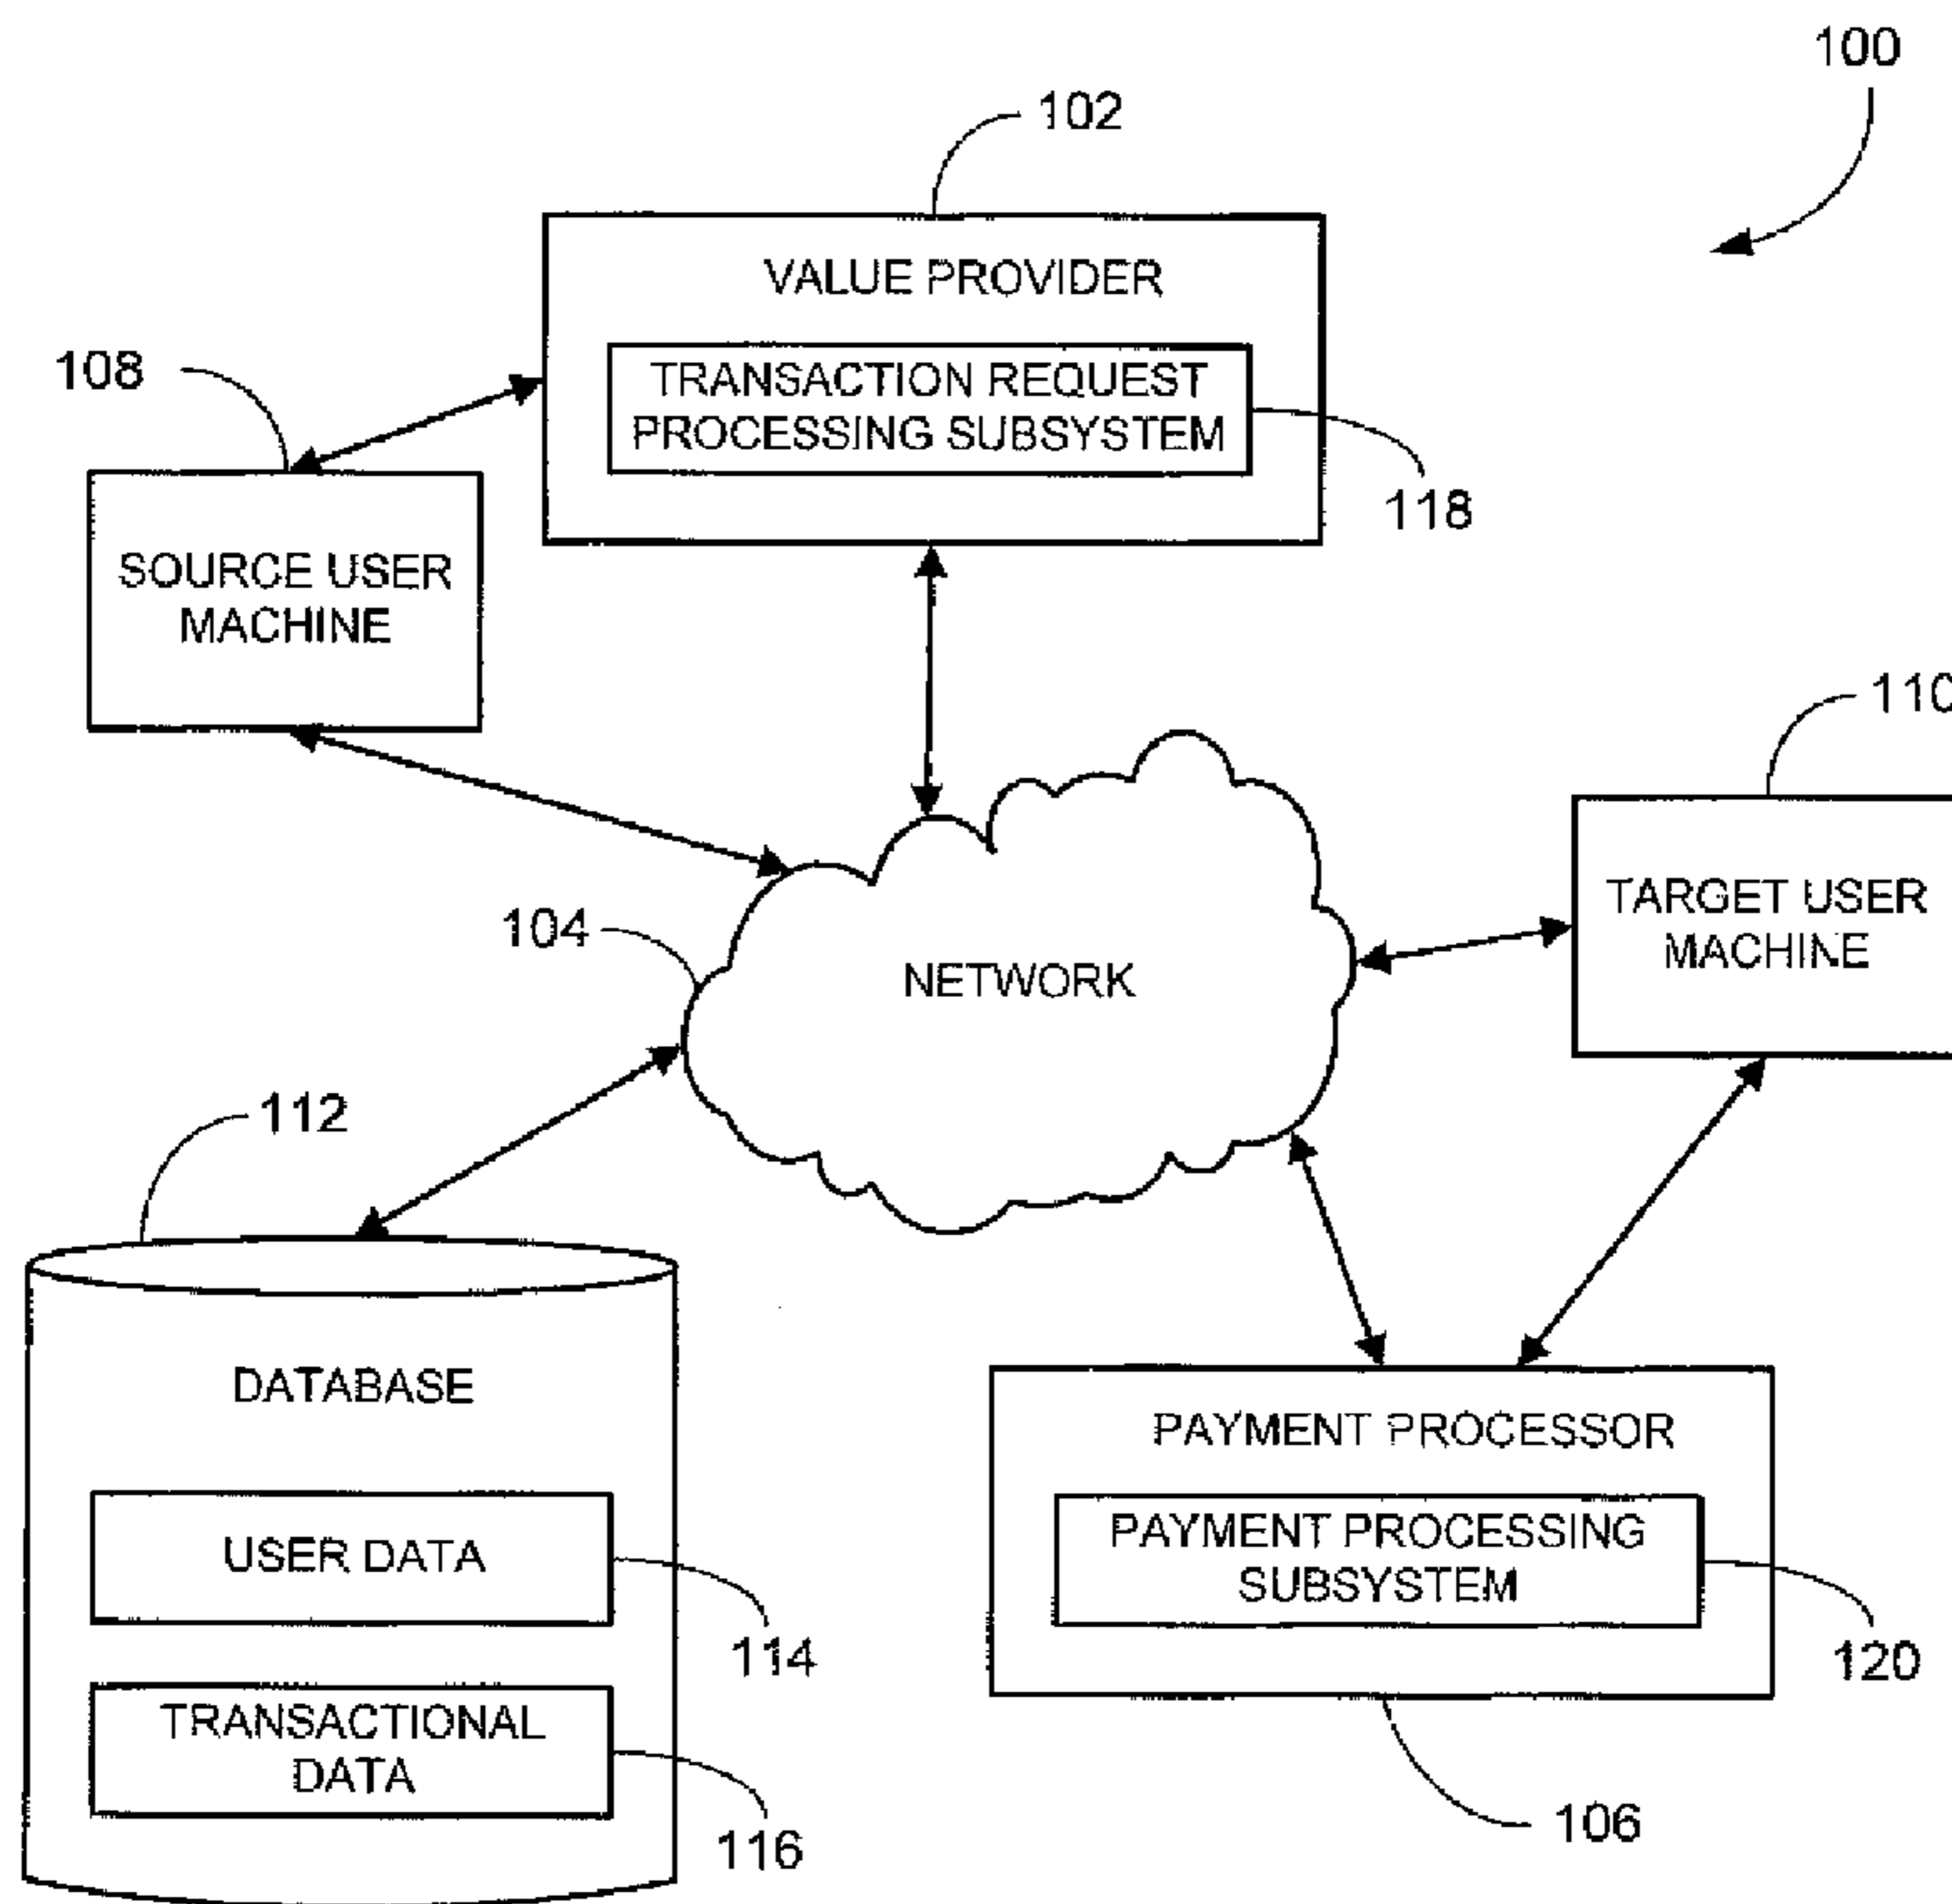 100
102
VALUE PROVIDER
108
TRANSACTION REQUEST
PROCESSING SUBSYSTEM
118
SOURCE USER
MACHINE
110
TARGET USER
MACHINE
104
NETWORK
112
DATABASE
PAYMENT PROCESSOR
USER DATA
PAYMENT PROCESSING
SUBSYSTEM
114
120
TRANSACTIONAL
DATA
116
106